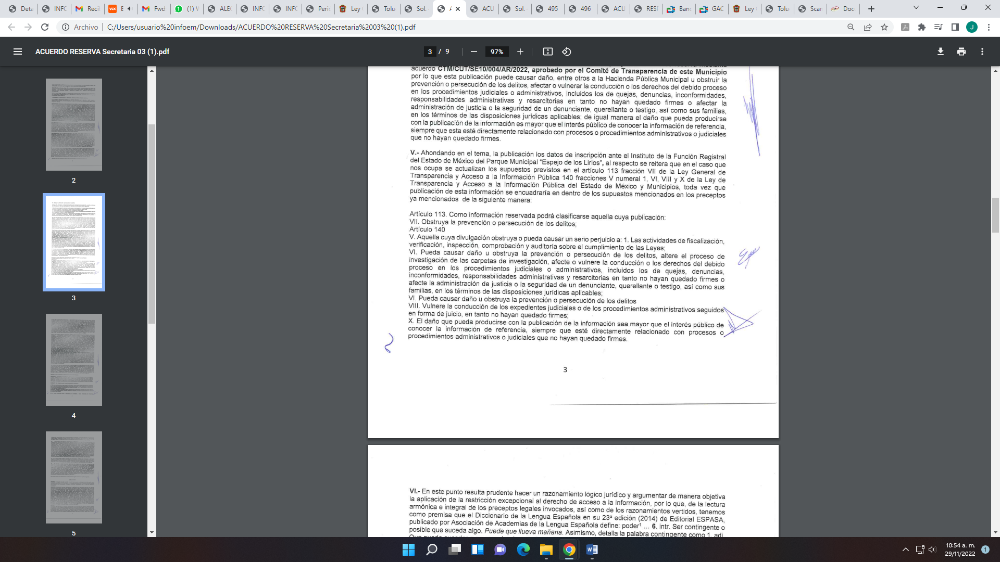 Deta
INFO
Recil
E
Fwd
(1) W
ALEG
INFO
INFO
Peric
Ley
Tolu
Sol.
ACU
Sol.
495
496
ACU
RESE
Banc
GAC
Ley
Tolu
Scan
Doc
Archivo
C:/Users/usuario%20infoem/Downloads/ACUERDO%20RESERVA%20Secretaria%2003%20(1).pdf
ACUERDO RESERVA Secretaria 03 (1).pdf
3 / 9
97%
2
3
4
5
acuerdo CTM/CUT/SE10/004/AR/2022, aprobado por el Comité de Transparencia de este Municipio
por lo que esta publicación puede causar daño, entre otros a la Hacienda Pública Municipal u obstruir la
prevención o persecución de los delitos, afectar o vulnerar la conducción o los derechos del debido proceso
en los procedimientos judiciales o administrativos, incluidos los de quejas, denuncias, inconformidades,
responsabilidades administrativas y resarcitorias en tanto no hayan quedado firmes o afectar la
administración de justicia o la seguridad de un denunciante, querellante o testigo, así como sus familias,
en los términos de las disposiciones jurídicas aplicables; de igual manera el daño que pueda producirse
con la publicación de la información es mayor que el interés público de conocer la información de referencia,
siempre que esta esté directamente relacionado con procesos o procedimientos administrativos o judiciales
que no hayan quedado firmes.
V.- Ahondando en el tema, la publicación los datos de inscripción ante el Instituto de la Función Registral
del Estado de México del Parque Municipal “Espejo de los Lirios”, al respecto se reitera que en el caso que
nos ocupa se actualizan los supuestos previstos en el artículo 113 fracción VII de la Ley General de
Transparencia y Acceso a la Información Pública 140 fracciones V numeral 1, VI, VIII y X de la Ley de
Transparencia y Acceso a la Información Pública del Estado de México y Municipios, toda vez que
publicación de esta información se encuadraría en dentro de los supuestos mencionados en los preceptos
ya mencionados de la siguiente manera:
Artículo 113. Como información reservada podrá clasificarse aquella cuya publicación:
VII. Obstruya la prevención o persecución de los delitos;
Artículo 140
V. Aquella cuya divulgación obstruya o pueda causar un serio perjuicio a: 1. Las actividades de fiscalización,
verificación, inspección, comprobación y auditoría sobre el cumplimiento de las Leyes;
VI. Pueda causar daño u obstruya la prevención o persecución de los delitos, altere el proceso de
investigación de las carpetas de investigación, afecte o vulnere la conducción o los derechos del debido
proceso en los procedimientos judiciales o administrativos, incluidos los de quejas, denuncias,
inconformidades, responsabilidades administrativas y resarcitorias en tanto no hayan quedado firmes o
afecte la administración de justicia o la seguridad de un denunciante, querellante o testigo, así como sus
familias, en los términos de las disposiciones jurídicas aplicables;
VI. Pueda causar daño u obstruya la prevención o persecución de los delitos
VIII. Vulnere la conducción de los expedientes judiciales o de los procedimientos administrativos seguidos
en forma de juicio, en tanto no hayan quedado firmes;
X. El daño que pueda producirse con la publicación de la información sea mayor que el interés público de
conocer la información de referencia, siempre que esté directamente relacionado con procesos o
procedimientos administrativos o judiciales que no hayan quedado firmes.
3
VI.- En este punto resulta prudente hacer un razonamiento lógico jurídico y argumentar de manera objetiva
la aplicación de la restricción excepcional al derecho de acceso a la información, por lo que, de la lectura
armónica e integral de los preceptos legales invocados, así como de los razonamientos vertidos, tenemos
como premisa que el Diccionario de la Lengua Española en su 23ª edición (2014) de Editorial ESPASA,
publicado por Asociación de Academias de la Lengua Española define: poder¹ ... 6. intr. Ser contingente o
posible que suceda algo. Puede que llueva mañana. Asimismo, detalla la palabra contingente como 1. adj.
10:54 a. m.
29/11/2022
1